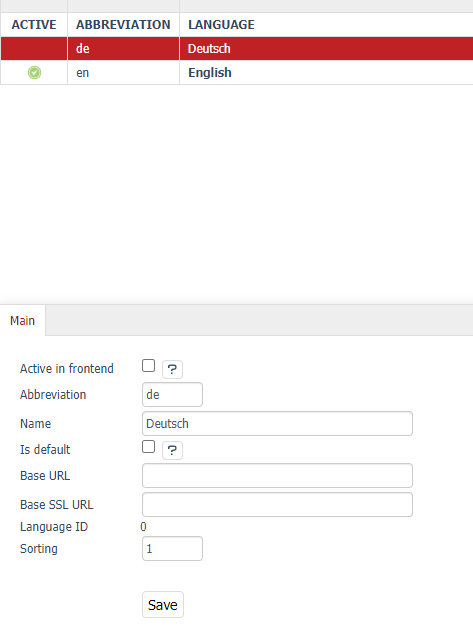 ACTIVE ABBREVIATION LANGUAGE
de Deutsch
en English
Main
Active in frontend ?
Abbreviation de
Name Deutsch
Is default ?
Base URL
Base SSL URL
Language ID 0
Sorting 1
Save